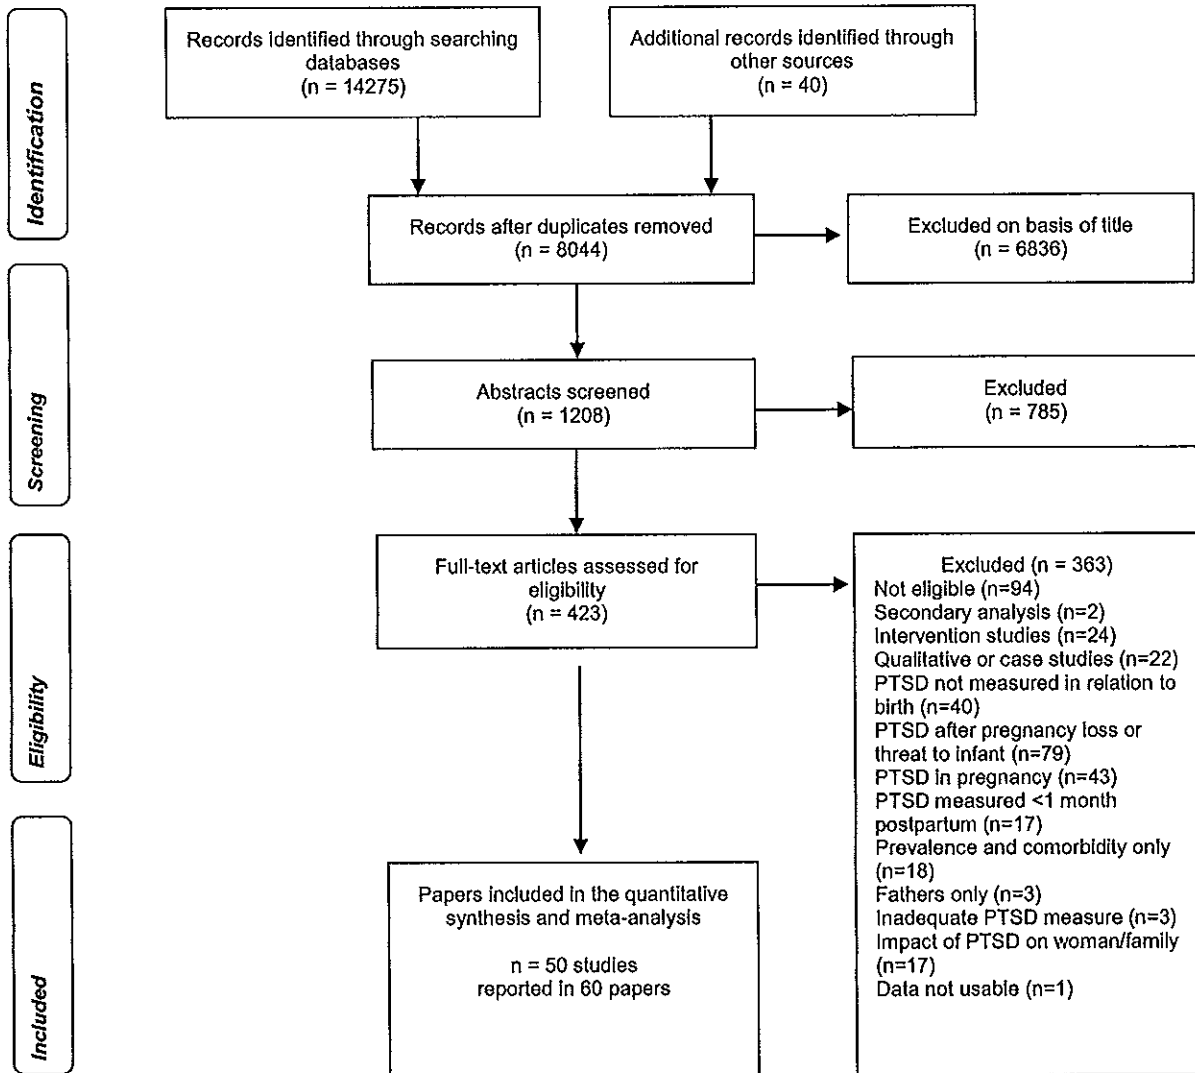 Identification
Records identified through searching
databases
(n = 14275)
Additional records identified through
other sources
(n = 40)
Records after duplicates removed
(n = 8044)
Excluded on basis of title
(n = 6836)
Screening
Abstracts screened
(n = 1208)
Excluded
(n = 785)
Eligibility
Full-text articles assessed for
eligibility
(n = 423)
Excluded (n = 363)
Not eligible (n=94)
Secondary analysis (n=2)
Intervention studies (n=24)
Qualitative or case studies (n=22)
PTSD not measured in relation to
birth (n=40)
PTSD after pregnancy loss or
threat to infant (n=79)
PTSD in pregnancy (n=43)
PTSD measured <1 month
postpartum (n=17)
Prevalence and comorbidity only
(n=18)
Fathers only (n=3)
Inadequate PTSD measure (n=3)
Impact of PTSD on woman/family
(n=17)
Data not usable (n=1)
Included
Papers included in the quantitative
synthesis and meta-analysis
n = 50 studies
reported in 60 papers